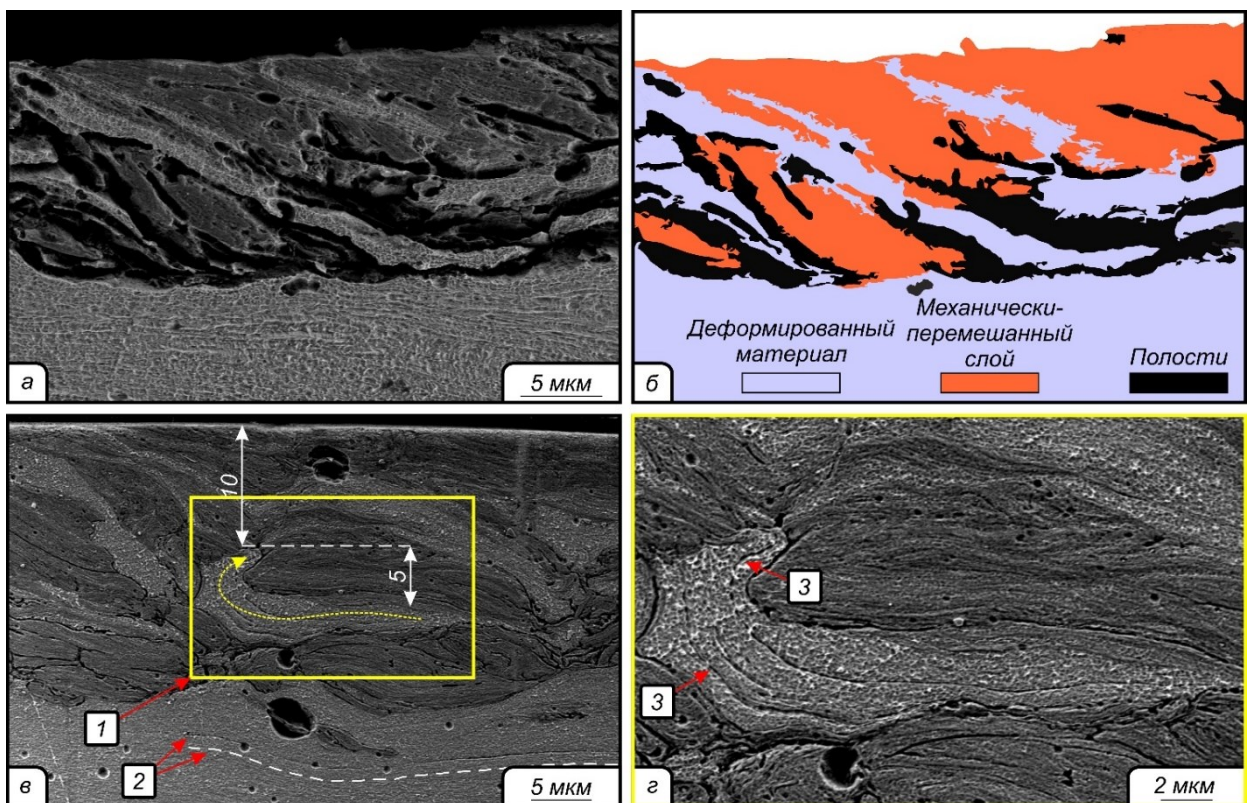 а
5 мкм
Деформированный
материал
Механически-
перемешанный
слой
Полости
б
10
5
1
2
в
5 мкм
3
3
г
2 мкм